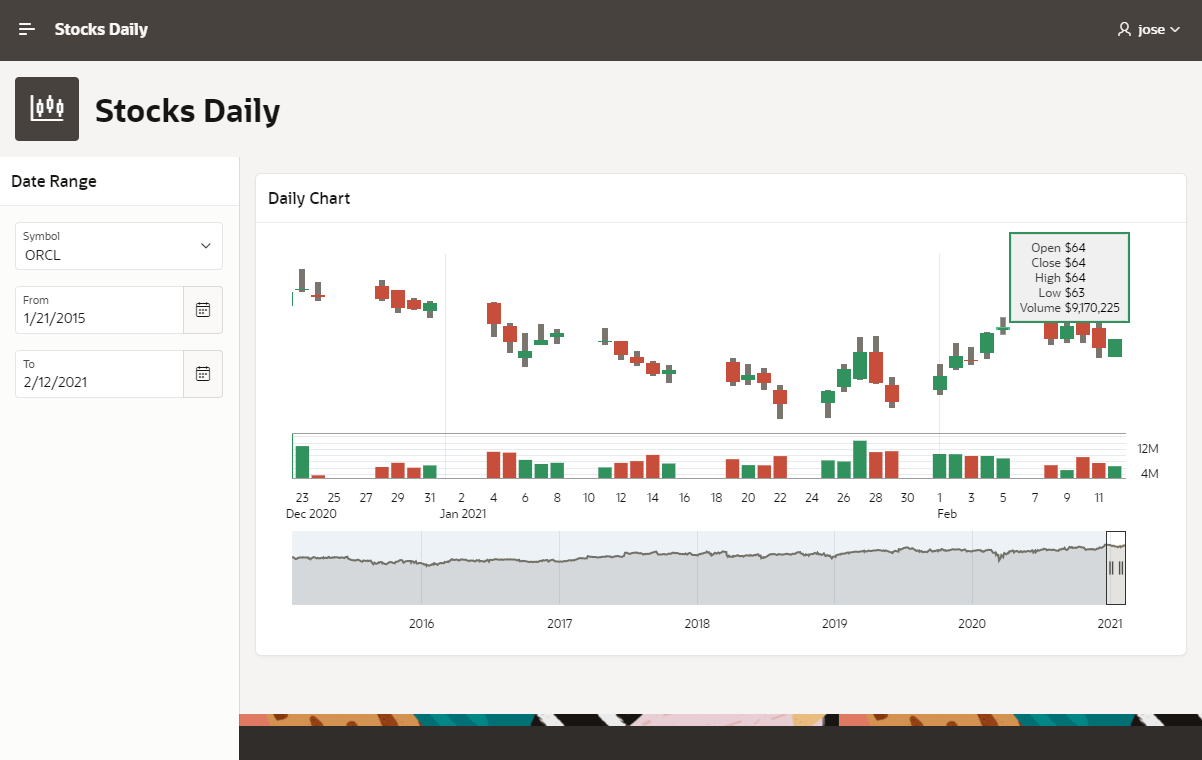 Stocks Daily
jose
Stocks Daily
Date Range
Symbol
ORCL
From
1/21/2015
To
2/12/2021
Daily Chart
Open $64
Close $64
High $64
Low $63
Volume $9,170,225
12M
4M
23 25 27 29 31 2 4 6 8 10 12 14 16 18 20 22 24 26 28 30 1 3 5 7 9 11
Dec 2020 Jan 2021 Feb
2016 2017 2018 2019 2020 2021